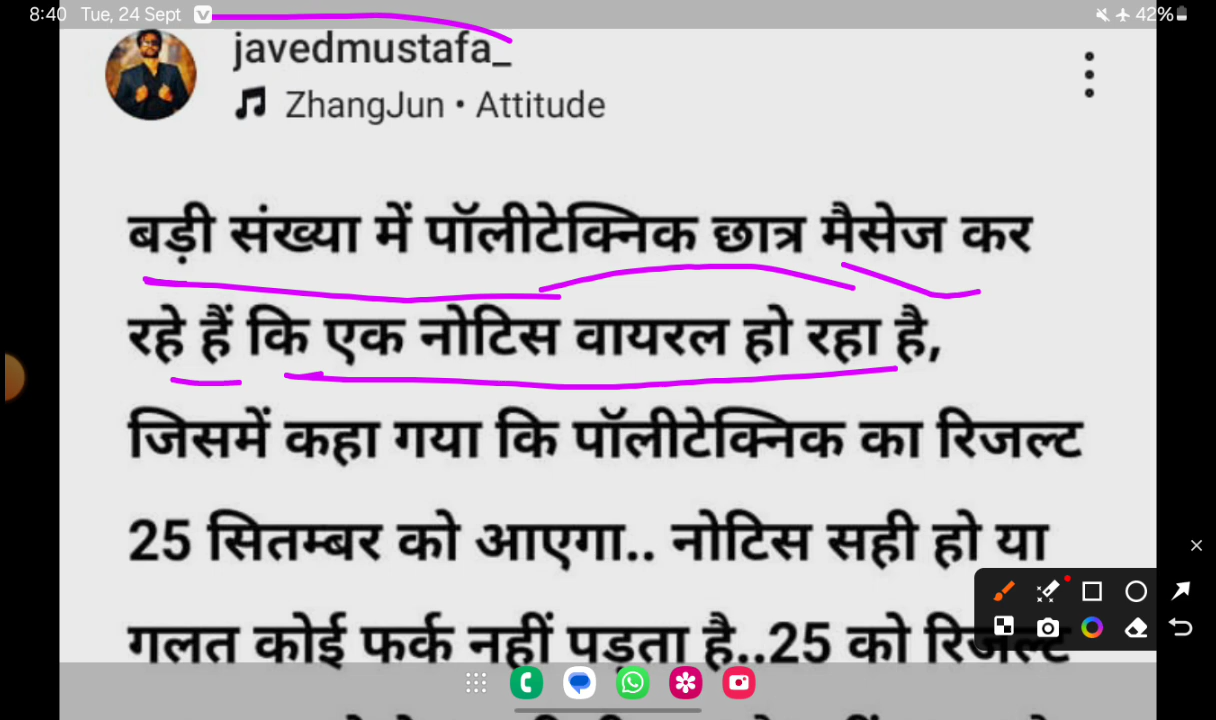 8:40 Tue, 24 Sept 42%
javedmustafa_
ZhangJun • Attitude
बड़ी संख्या में पॉलीटेक्निक छात्र मैसेज कर
रहे हैं कि एक नोटिस वायरल हो रहा है,
जिसमें कहा गया कि पॉलीटेक्निक का रिजल्ट
25 सितम्बर को आएगा.. नोटिस सही हो या
गलत कोई फर्क नहीं पड़ता है..25 को रिजल्ट